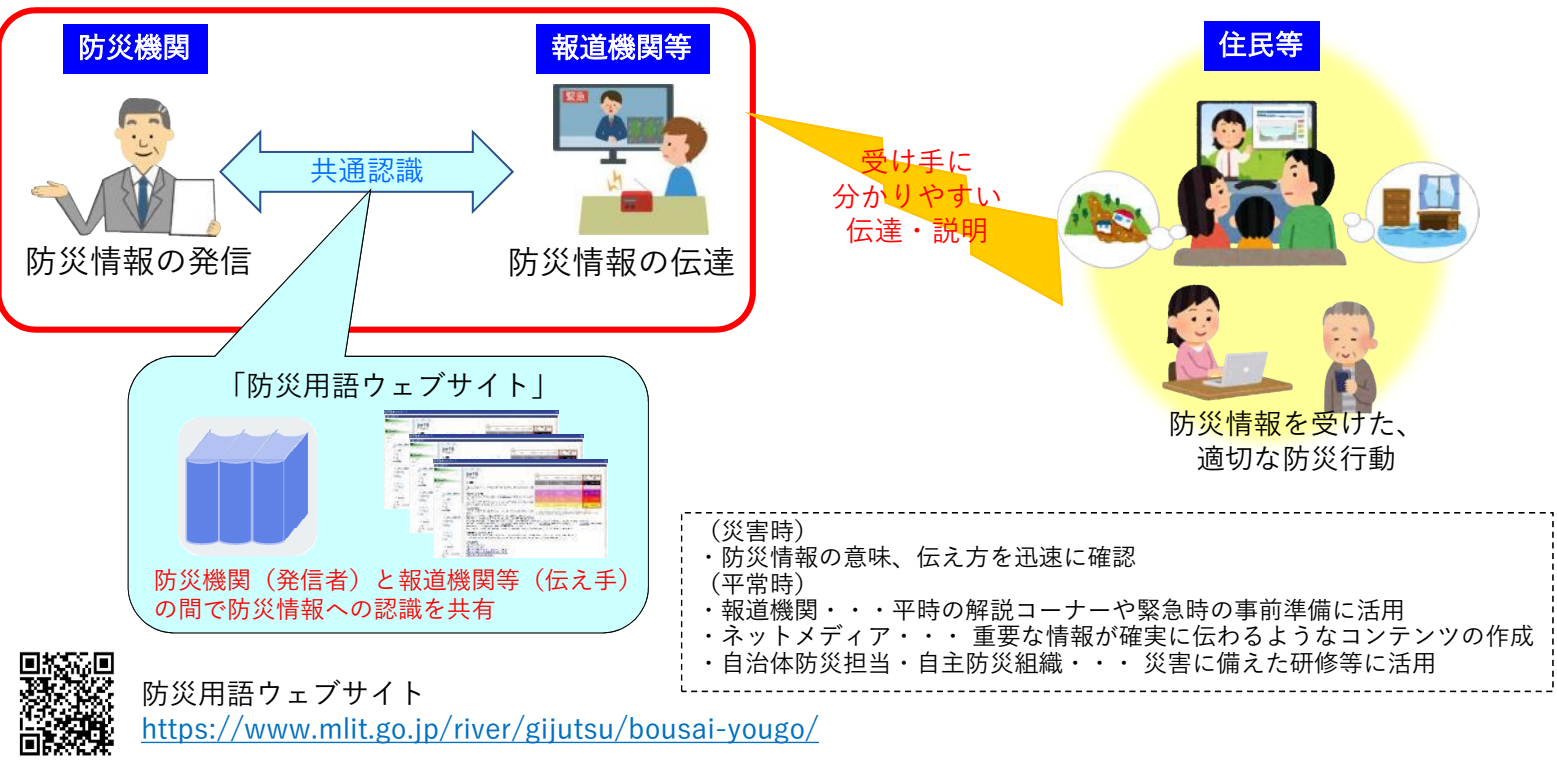 防災機関
報道機関等
住民等
緊急
共通認識
防災情報の発信
防災情報の伝達
受け手に
分かりやすい
伝達・説明
防災情報を受けた、
適切な防災行動
「防災用語ウェブサイト」
防災機関（発信者）と報道機関等（伝え手）
の間で防災情報への認識を共有
（災害時）
・防災情報の意味、伝え方を迅速に確認
（平常時）
・報道機関・・・平時の解説コーナーや緊急時の事前準備に活用
・ネットメディア・・・ 重要な情報が確実に伝わるようなコンテンツの作成
・自治体防災担当・自主防災組織・・・ 災害に備えた研修等に活用
防災用語ウェブサイト
https://www.mlit.go.jp/river/gijutsu/bousai-yougo/